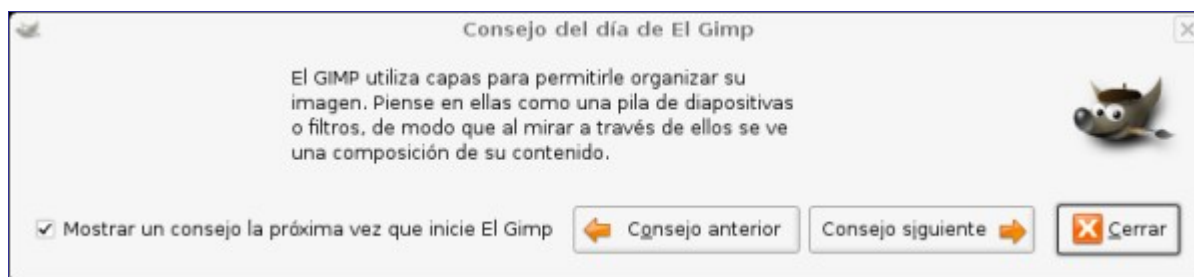 Consejo del día de El Gimp
El GIMP utiliza capas para permitirle organizar su
imagen. Piense en ellas como una pila de diapositivas
o filtros, de modo que al mirar a través de ellos se ve
una composición de su contenido.
Mostrar un consejo la próxima vez que inicie El Gimp
Consejo anterior
Consejo siguiente
Cerrar